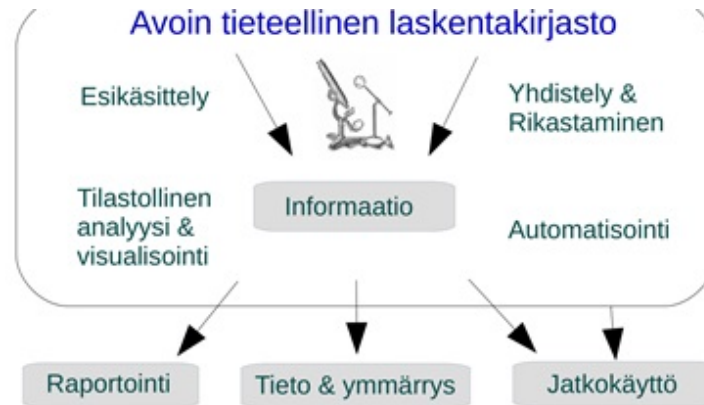 Avoin tieteellinen laskentakirjasto
Esikäsittely
Yhdistely &
Rikastaminen
Tilastollinen
analyysi &
visualisointi
Informaatio
Automatisointi
Raportointi
Tieto & ymmärrys
Jatkokäyttö